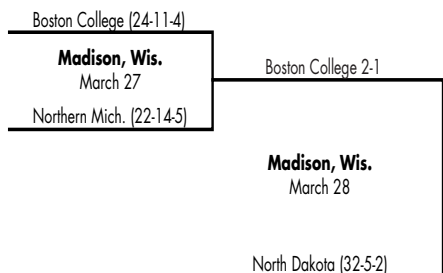 Boston College (24-11-4)
Madison, Wis.
March 27
Northern Mich. (22-14-5)
Boston College 2-1
Madison, Wis.
March 28
North Dakota (32-5-2)